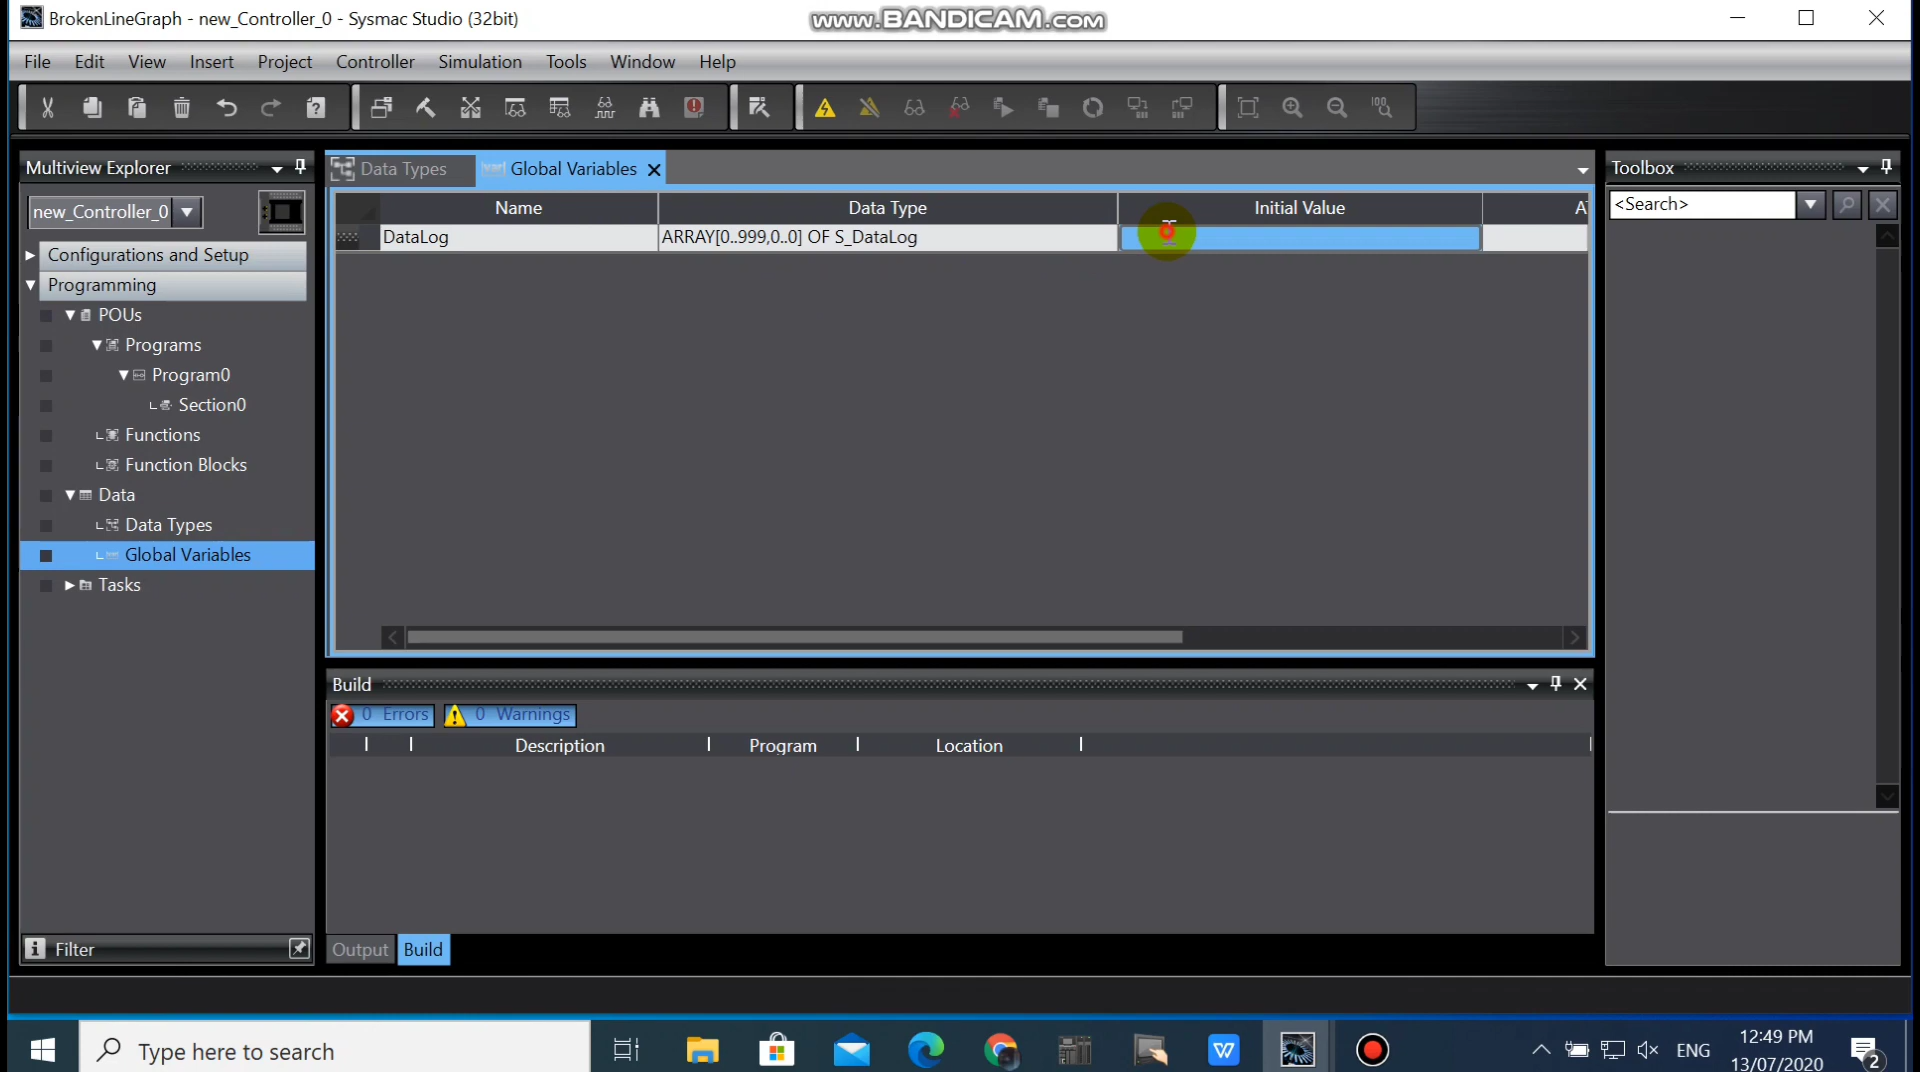 BrokenLineGraph - new_Controller_0 - Sysmac Studio (32bit)
www.BANDICAM.com
File Edit View Insert Project Controller Simulation Tools Window Help
Multiview Explorer
new_Controller_0
Configurations and Setup
Programming
POUs
Programs
Program0
Section0
Functions
Function Blocks
Data
Data Types
Global Variables
Tasks
Filter
Data Types
Global Variables
Name Data Type Initial Value A
DataLog ARRAY[0..999,0..0] OF S_DataLog
Build
0 Errors 0 Warnings
Description Program Location
Output Build
Toolbox
<Search>
Type here to search
ENG
12:49 PM
13/07/2020
2